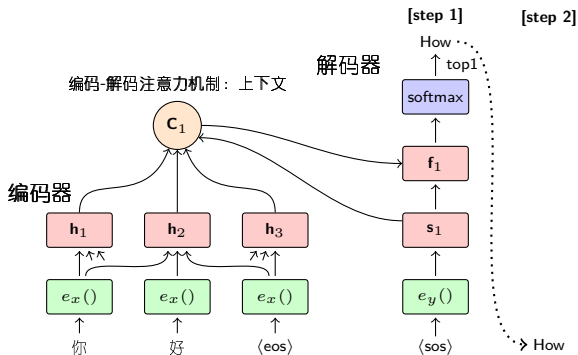 [step 1]
[step 2]
How
top1
解码器
softmax
编码-解码注意力机制：上下文
C₁
f₁
编码器
h₁
h₂
h₃
s₁
eₓ()
eₓ()
eₓ()
e_y()
你
好
⟨eos⟩
⟨sos⟩
How